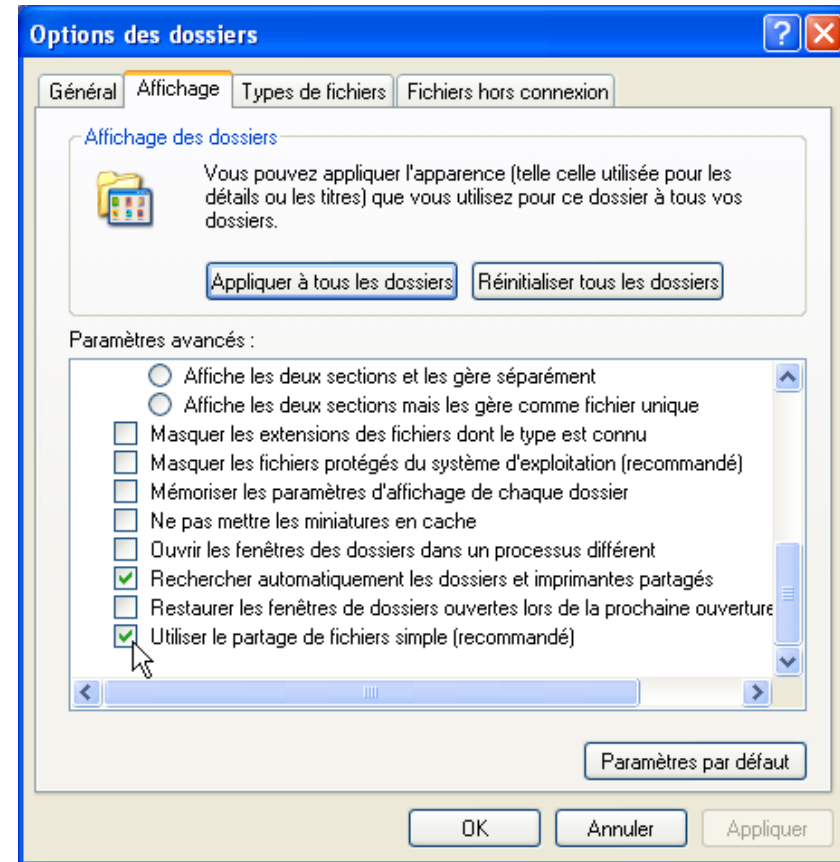 Options des dossiers
Général
Affichage
Types de fichiers
Fichiers hors connexion
Affichage des dossiers
Vous pouvez appliquer l'apparence (telle celle utilisée pour les
détails ou les titres) que vous utilisez pour ce dossier à tous vos
dossiers.
Appliquer à tous les dossiers
Réinitialiser tous les dossiers
Paramètres avancés :
Affiche les deux sections et les gère séparément
Affiche les deux sections mais les gère comme fichier unique
Masquer les extensions des fichiers dont le type est connu
Masquer les fichiers protégés du système d'exploitation (recommandé)
Mémoriser les paramètres d'affichage de chaque dossier
Ne pas mettre les miniatures en cache
Ouvrir les fenêtres des dossiers dans un processus différent
Rechercher automatiquement les dossiers et imprimantes partagés
Restaurer les fenêtres de dossiers ouvertes lors de la prochaine ouverture
Utiliser le partage de fichiers simple (recommandé)
Paramètres par défaut
OK
Annuler
Appliquer